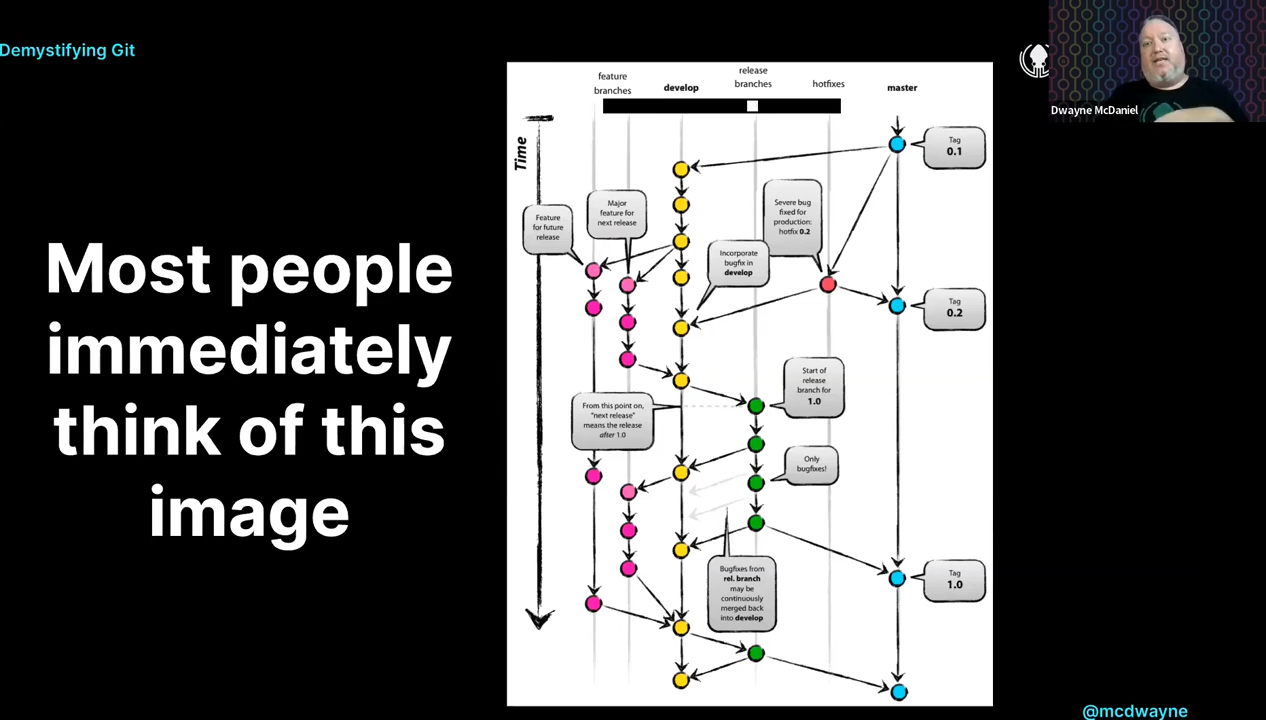 Demystifying Git
Dwayne McDaniel
Most people
immediately
think of this
image
feature
branches
develop
release
branches
hotfixes
master
Time
Tag
0.1
Feature
for future
release
Major
feature for
next release
Severe bug
fixed for
production:
hotfix 0.2
Incorporate
bugfix in
develop
Tag
0.2
Start of
release
branch for
1.0
From this point on,
"next release"
means the release
after 1.0
Only
bugfixes!
Bugfixes from
rel. branch
may be
continuously
merged back
into develop
Tag
1.0
@mcdwayne